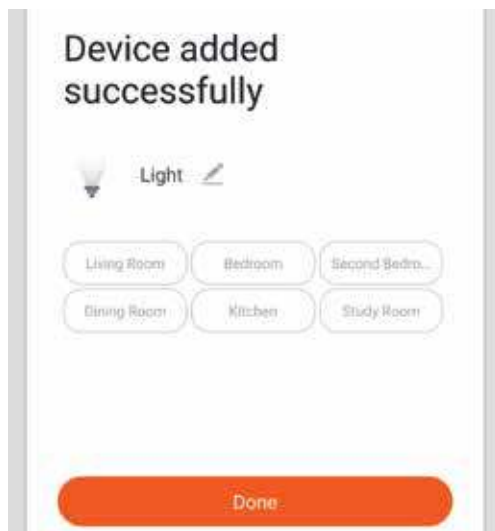 Device added
successfully
Light
Living Room Bedroom Second Bedro...
Dining Room Kitchen Study Room
Done